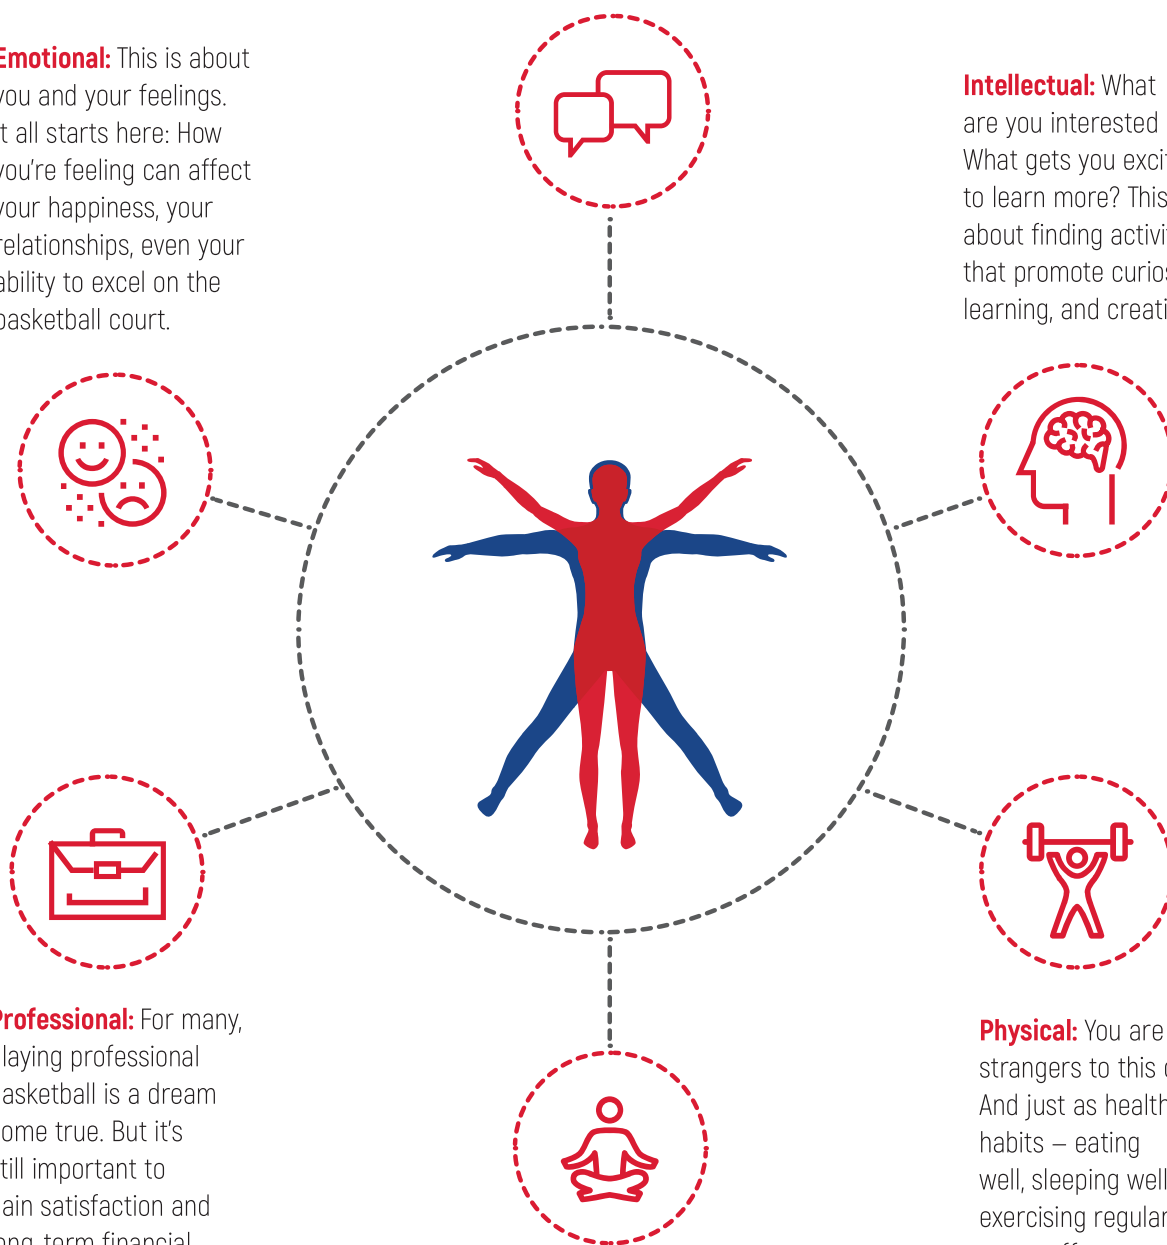 Emotional: This is about
you and your feelings.
t all starts here: How
you're feeling can affect
your happiness, your
relationships, even your
ability to excel on the
basketball court.
Intellectual: What
are you interested
What gets you excit
to learn more? This
about finding activi
that promote curios
learning, and creati
Professional: For many,
laying professional
asketball is a dream
ome true. But it's
till important to
ain satisfaction and
ong-term financial
Physical: You are
strangers to this
And just as health
habits – eating
well, sleeping well
exercising regular